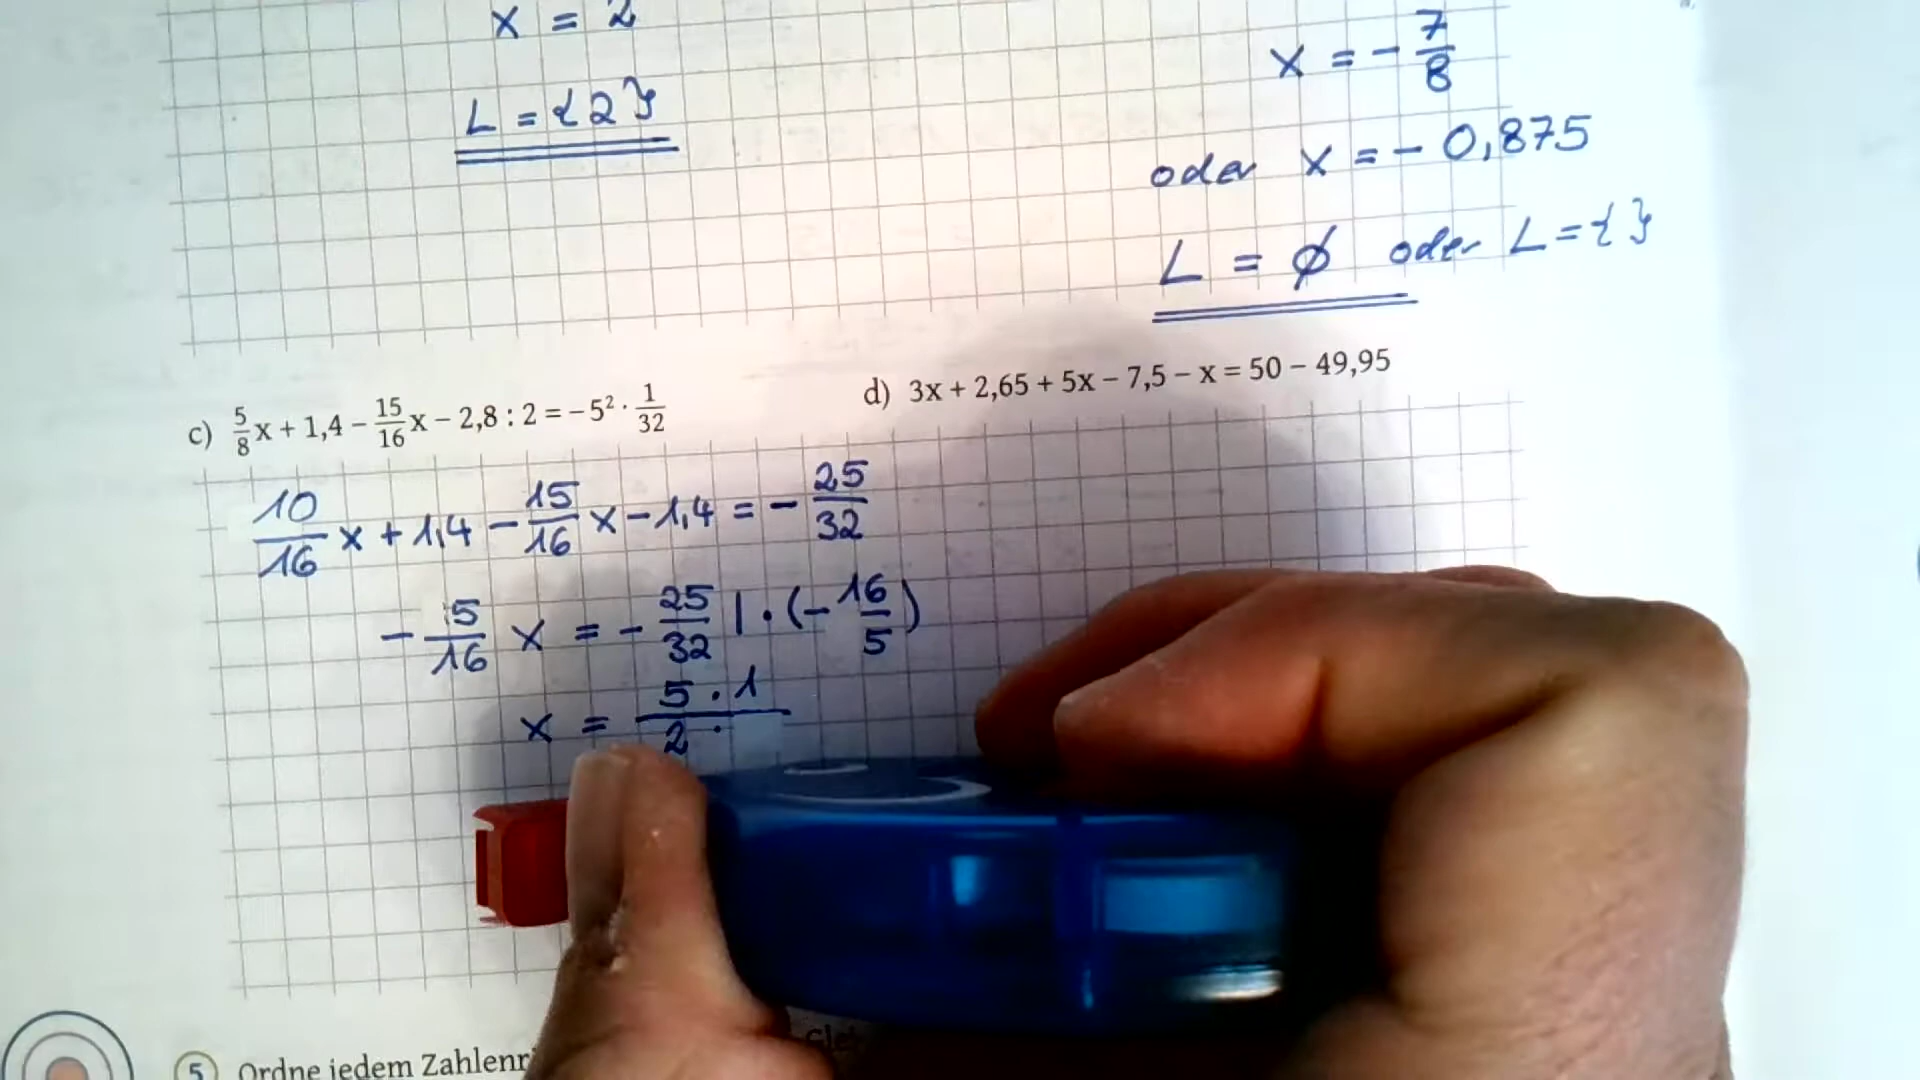 x = 2
L = {2}
x = - 7/8
oder x = - 0,875
L = ∅ oder L = { }
c) 5/8 x + 1,4 – 15/16 x – 2,8 : 2 = – 5² · 1/32
10/16 x + 1,4 - 15/16 x - 1,4 = - 25/32
- 5/16 x = - 25/32 | · (- 16/5)
x = 5 · 1 / 2 ·
d) 3x + 2,65 + 5x – 7,5 – x = 50 – 49,95
5 Ordne jedem